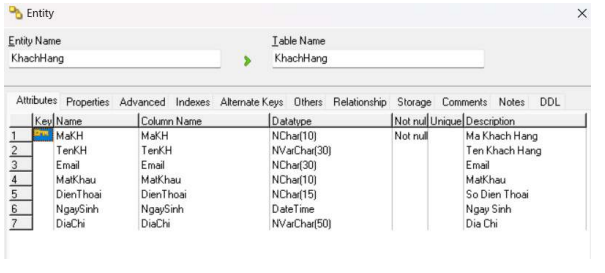 Entity
Entity Name Table Name
KhachHang KhachHang
Attributes Properties Advanced Indexes Alternate Keys Others Relationship Storage Comments Notes DDL
Key Name Column Name Datatype Not nul Unique Description
1 MaKH MaKH NChar(10) Not null Ma Khach Hang
2 TenKH TenKH NVarChar(30) Ten Khach Hang
3 Email Email NChar(30) Email
4 MatKhau MatKhau NChar(10) MatKhau
5 DienThoai DienThoai NChar(15) So Dien Thoai
6 NgaySinh NgaySinh DateTime Ngay Sinh
7 DiaChi DiaChi NVarChar(50) Dia Chi